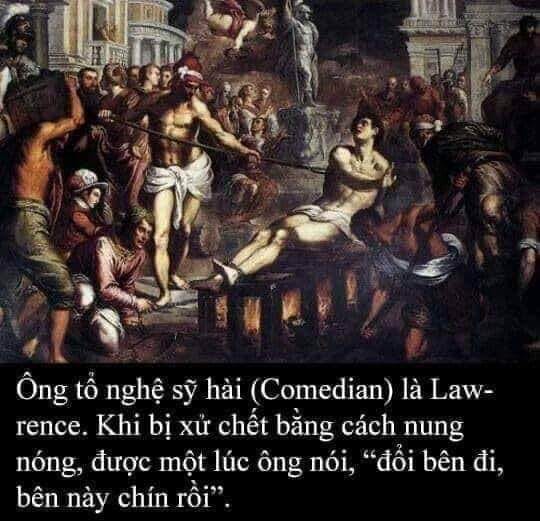 Ông tổ nghệ sỹ hài (Comedian) là Law-
rence. Khi bị xử chết bằng cách nung
nóng, được một lúc ông nói, “đổi bên đi,
bên này chín rồi”.